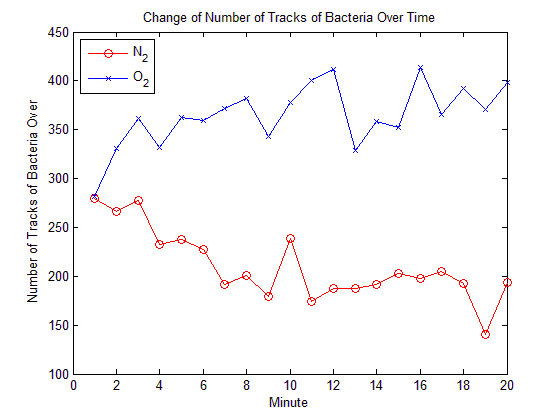 Change of Number of Tracks of Bacteria Over Time
Number of Tracks of Bacteria Over
450
400
350
300
250
200
150
100
N2
O2
0 2 4 6 8 10 12 14 16 18 20
Minute